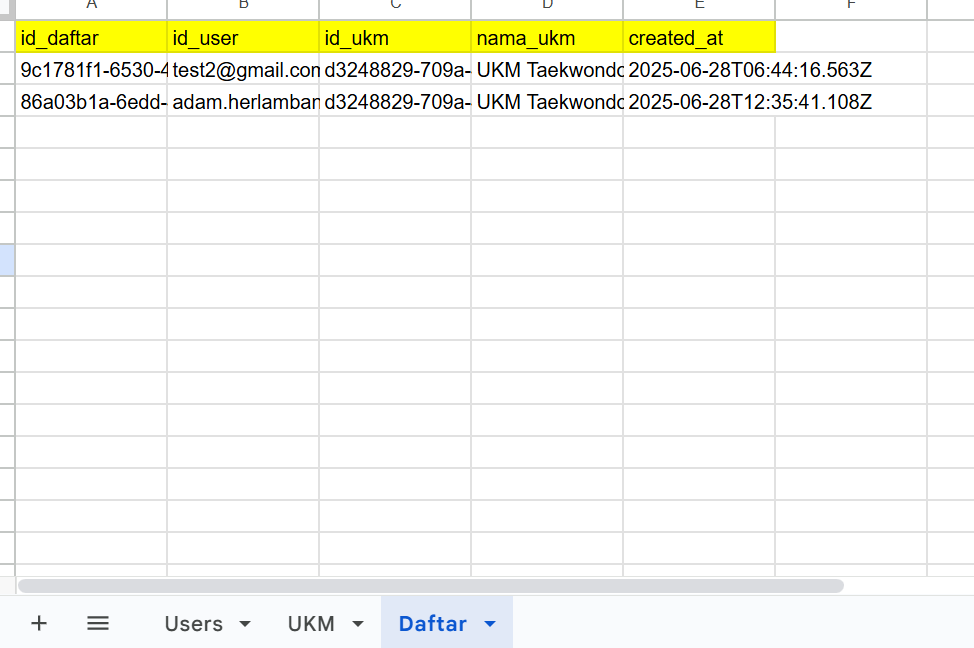 A B C D E F
id_daftar id_user id_ukm nama_ukm created_at
9c1781f1-6530-4 test2@gmail.com d3248829-709a- UKM Taekwondo 2025-06-28T06:44:16.563Z
86a03b1a-6edd- adam.herlamban d3248829-709a- UKM Taekwondo 2025-06-28T12:35:41.108Z
+ Users UKM Daftar